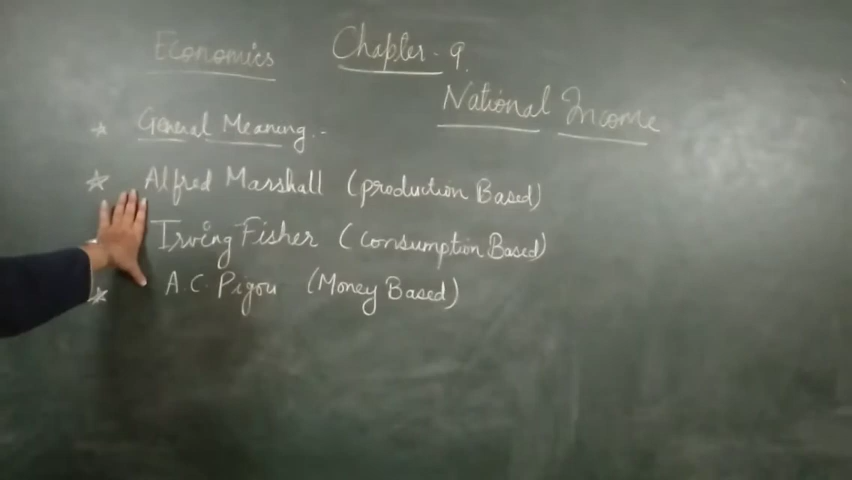 Economics Chapter - 9
National Income
☆ General Meaning :-
☆ Alfred Marshall (production Based)
Irving Fisher (Consumption Based)
☆ A.C. Pigou (Money Based)